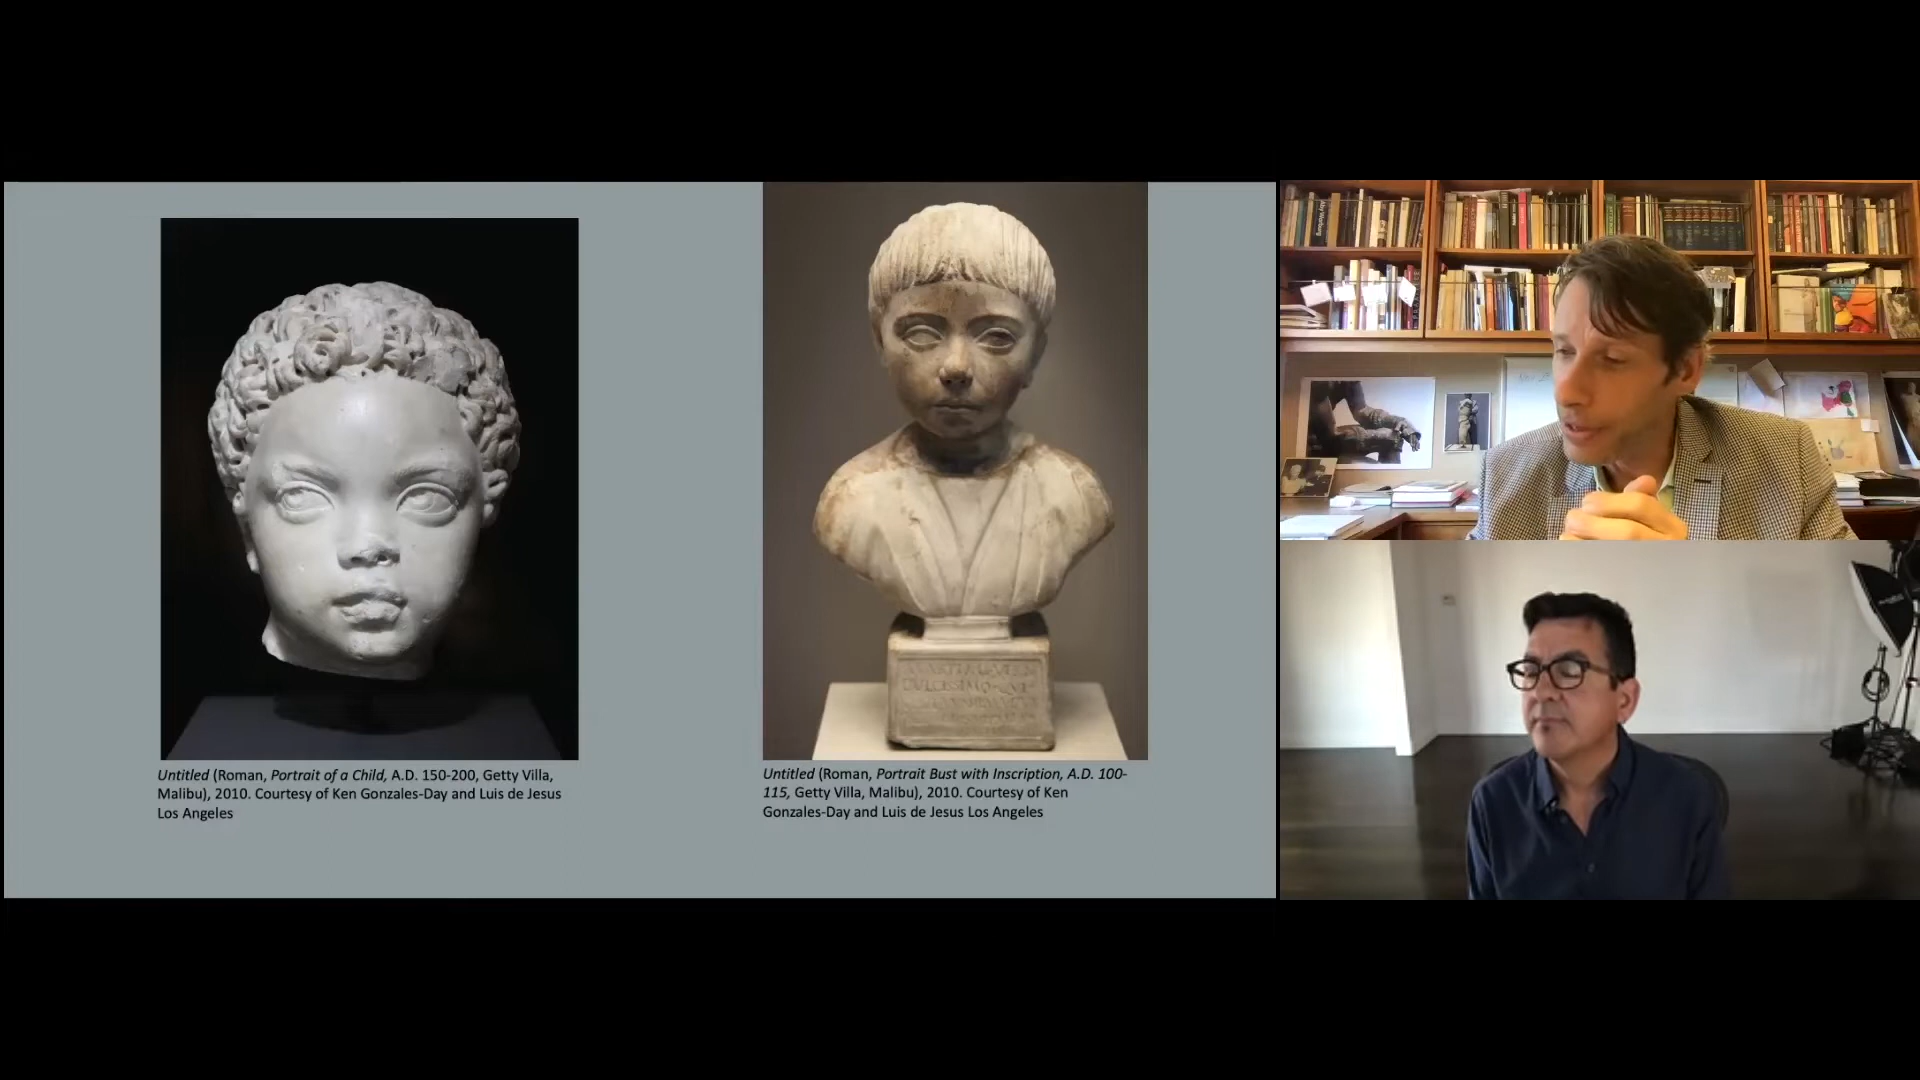 Untitled (Roman, Portrait of a Child, A.D. 150-200, Getty Villa,
Malibu), 2010. Courtesy of Ken Gonzales-Day and Luis de Jesus
Los Angeles
Untitled (Roman, Portrait Bust with Inscription, A.D. 100-
115, Getty Villa, Malibu), 2010. Courtesy of Ken
Gonzales-Day and Luis de Jesus Los Angeles
DVLCISSIMO